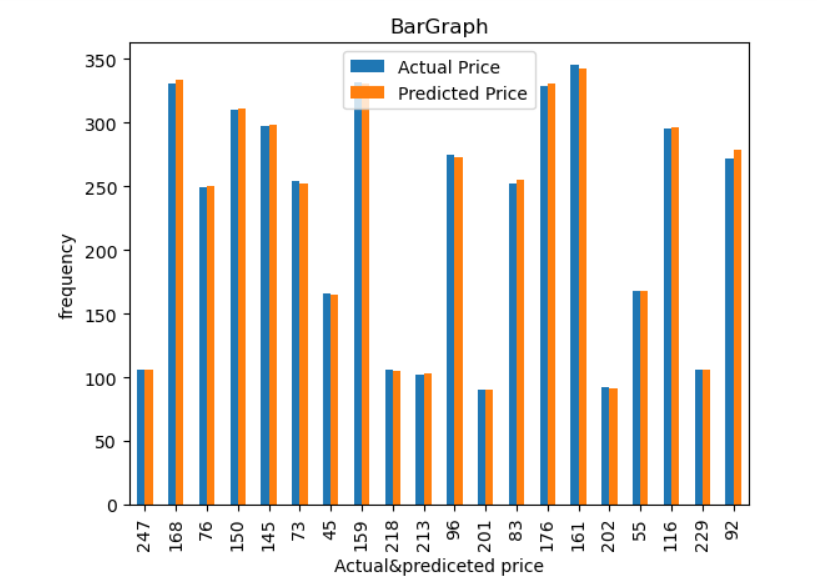 BarGraph
Actual Price
Predicted Price
350
300
250
200
150
100
50
0
frequency
247 168 76 150 145 73 45 159 218 213 96 201 83 176 161 202 55 116 229 92
Actual&prediceted price